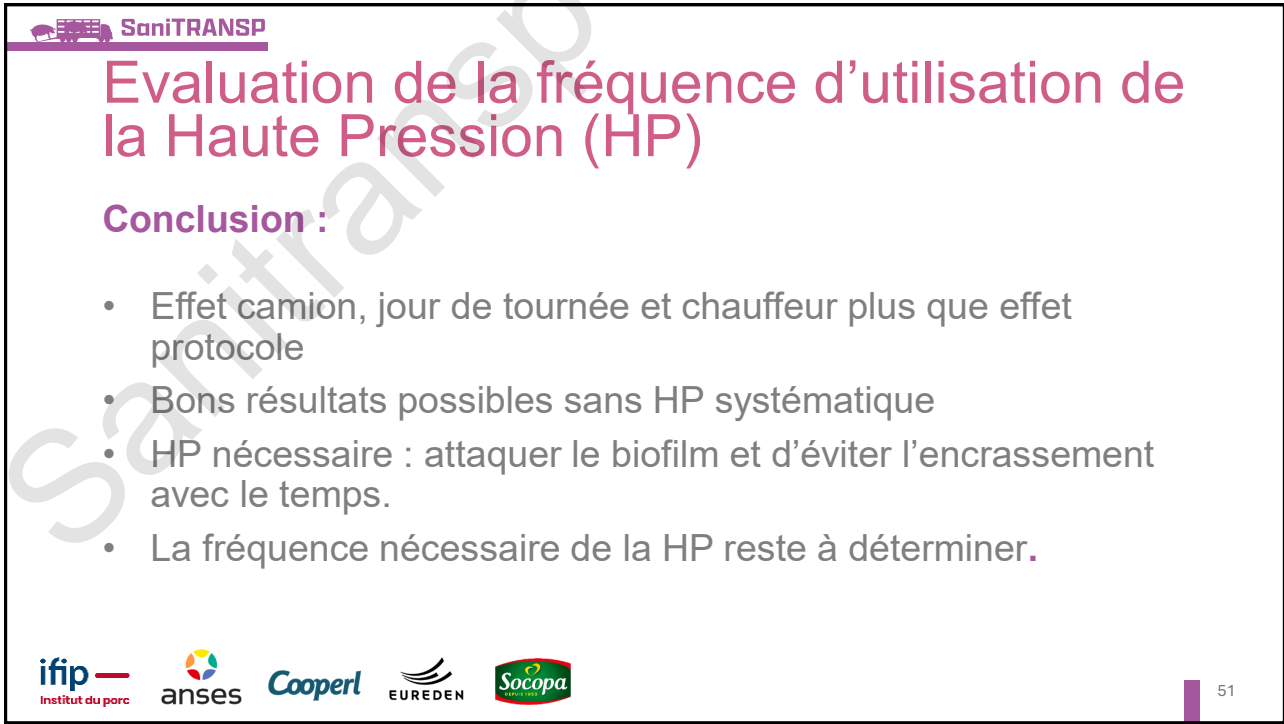 SaniTRANSP
Evaluation de la fréquence d’utilisation de
la Haute Pression (HP)
Conclusion :
• Effet camion, jour de tournée et chauffeur plus que effet
protocole
• Bons résultats possibles sans HP systématique
• HP nécessaire : attaquer le biofilm et d’éviter l’encrassement
avec le temps.
• La fréquence nécessaire de la HP reste à déterminer.
Sanitransp
ifip
Institut du porc
anses
Cooperl
EUREDEN
Socopa
51